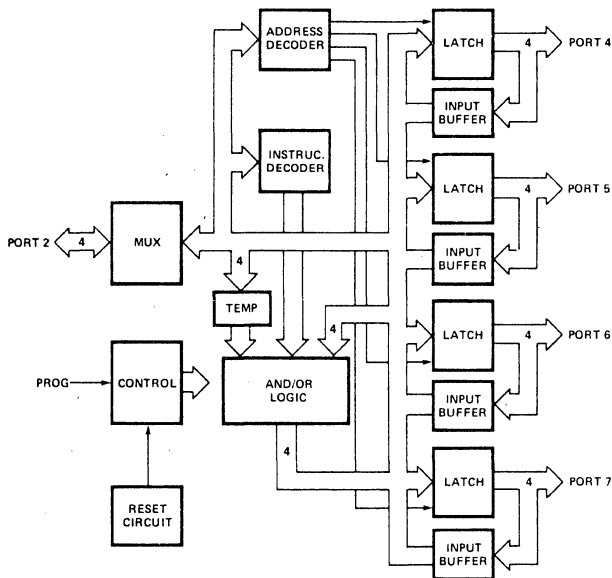 ADDRESS
DECODER
LATCH
4
PORT 4
INPUT
BUFFER
INSTRUC.
DECODER
LATCH
4
PORT 5
INPUT
BUFFER
PORT 2
4
MUX
4
TEMP
4
LATCH
4
PORT 6
PROG
CONTROL
AND/OR
LOGIC
INPUT
BUFFER
4
LATCH
4
PORT 7
RESET
CIRCUIT
INPUT
BUFFER